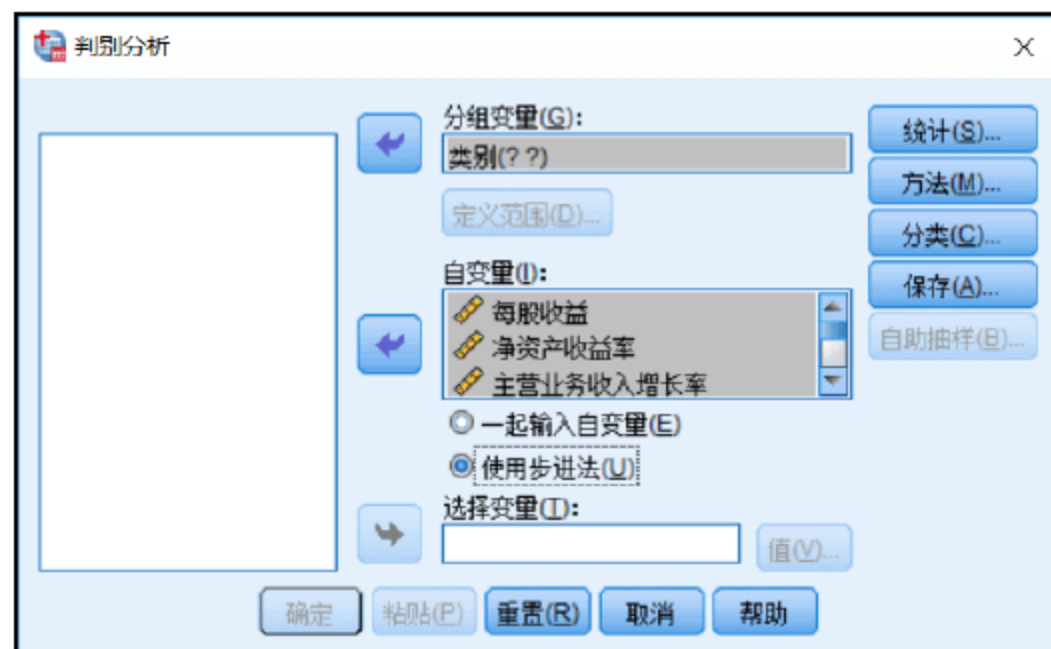 判别分析
分组变量(G):
类别(? ?)
定义范围(D)...
自变量(I):
每股收益
净资产收益率
主营业务收入增长率
一起输入自变量(E)
使用步进法(U)
选择变量(T):
值(V)...
统计(S)...
方法(M)...
分类(C)...
保存(A)...
自助抽样(B)...
确定 粘贴(P) 重置(R) 取消 帮助